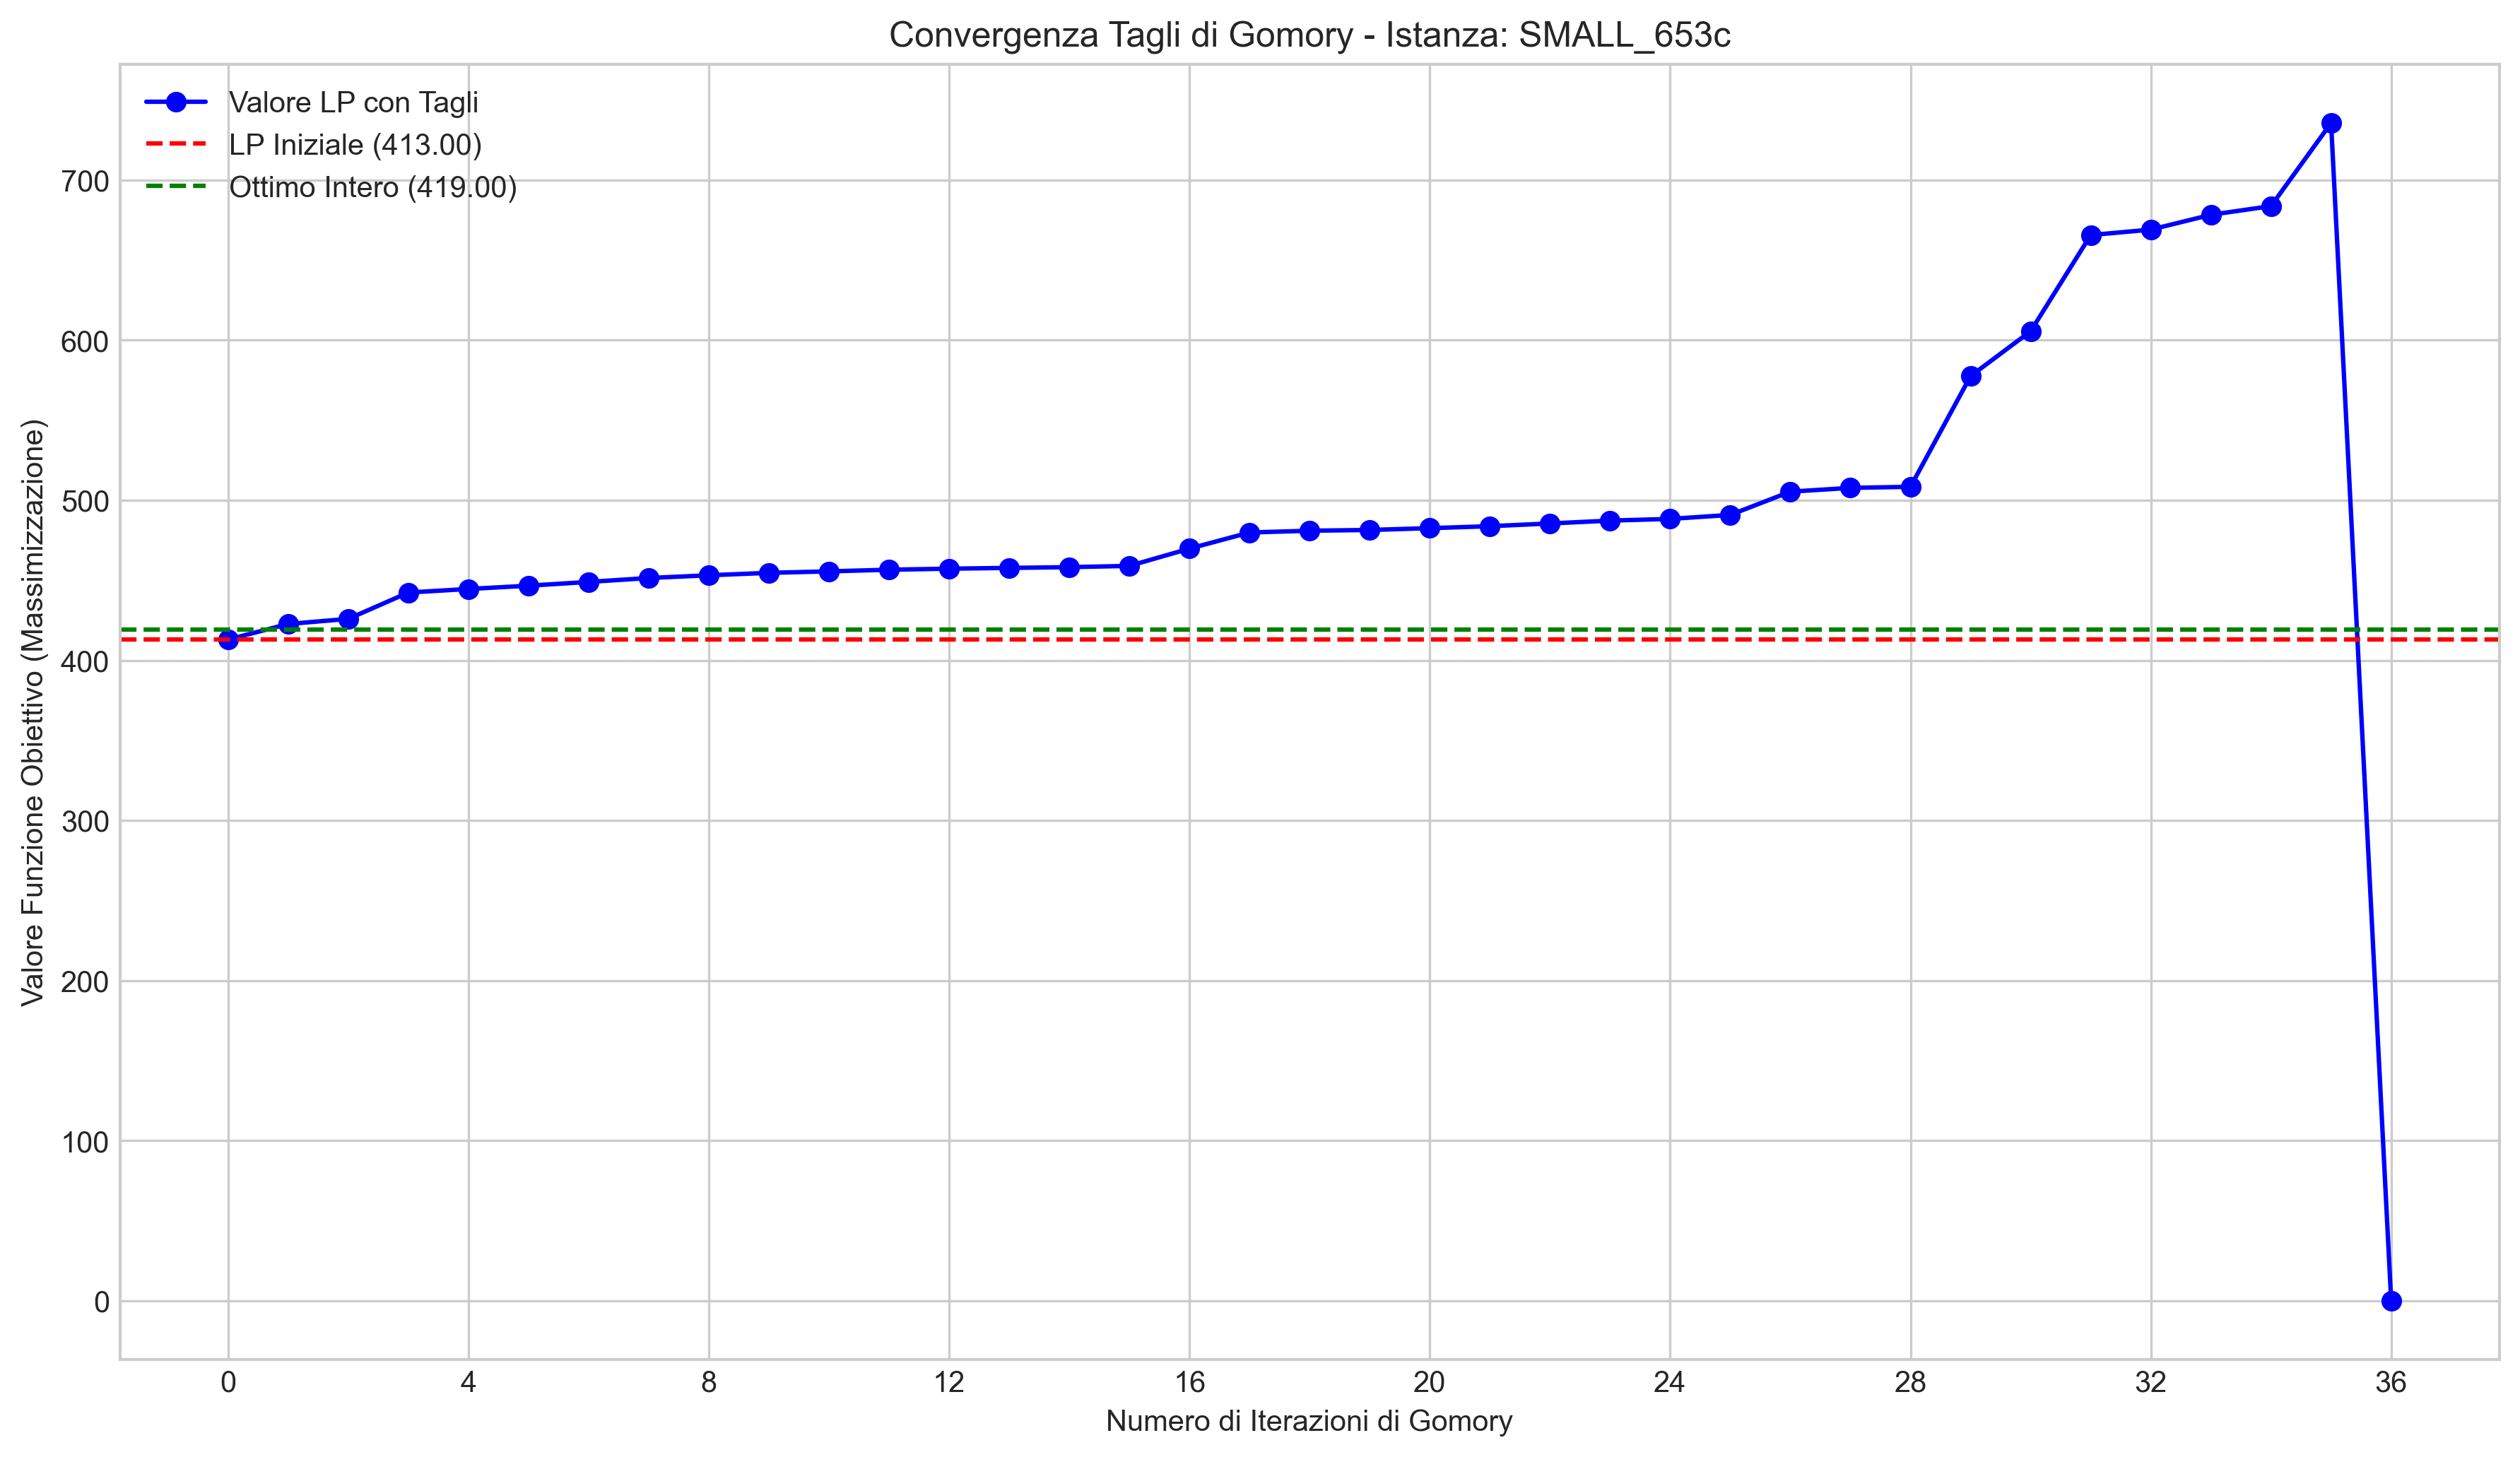 Convergenza Tagli di Gomory - Istanza: SMALL_653c
Valore LP con Tagli
LP Iniziale (413.00)
Ottimo Intero (419.00)
Valore Funzione Obiettivo (Massimizzazione)
700
600
500
400
300
200
100
0
0 4 8 12 16 20 24 28 32 36
Numero di Iterazioni di Gomory